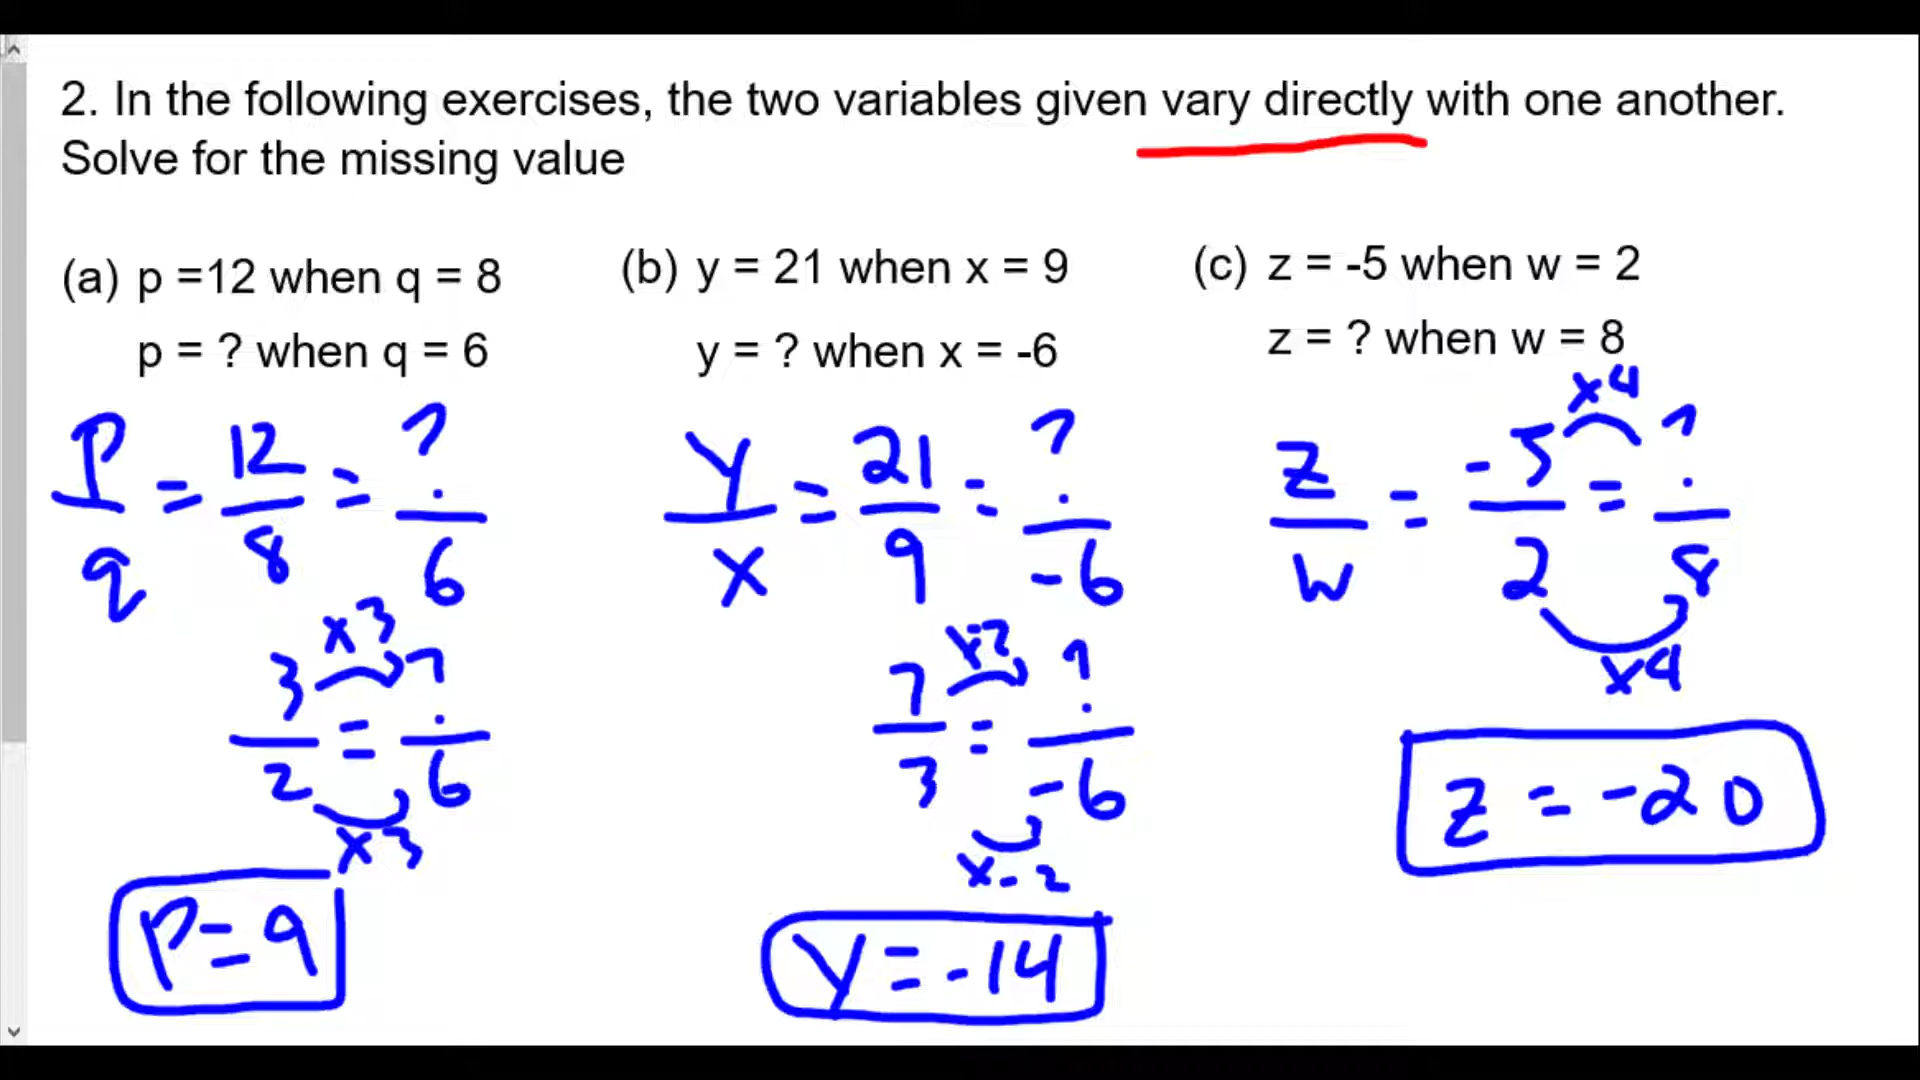 2. In the following exercises, the two variables given vary directly with one another.
Solve for the missing value
(a) p =12 when q = 8
p = ? when q = 6
P/q = 12/8 = ?/6
x3
3/2 = ?/6
x3
P = 9
(b) y = 21 when x = 9
y = ? when x = -6
y/x = 21/9 = ?/-6
x-2
7/3 = ?/-6
x-2
y = -14
(c) z = -5 when w = 2
z = ? when w = 8
x4
z/w = -5/2 = ?/8
x4
z = -20